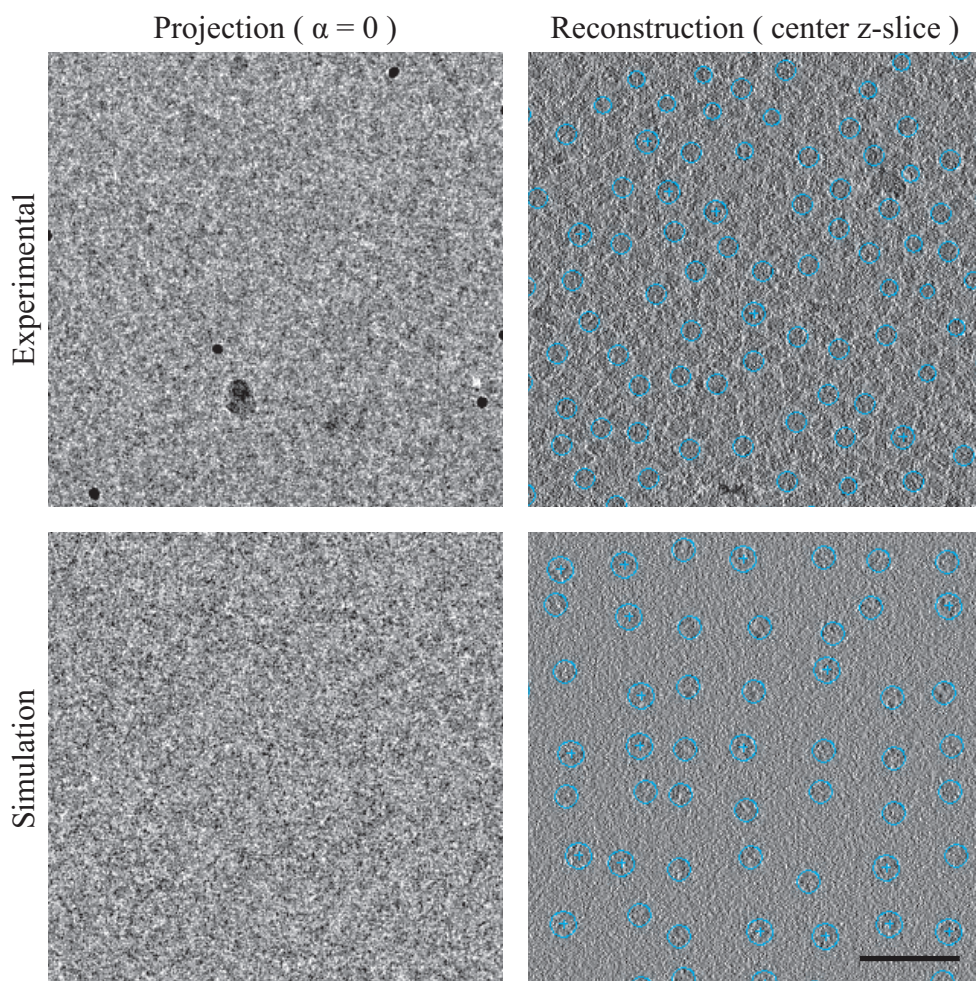 Projection ( α = 0 )
Reconstruction ( center z-slice )
Experimental
Simulation